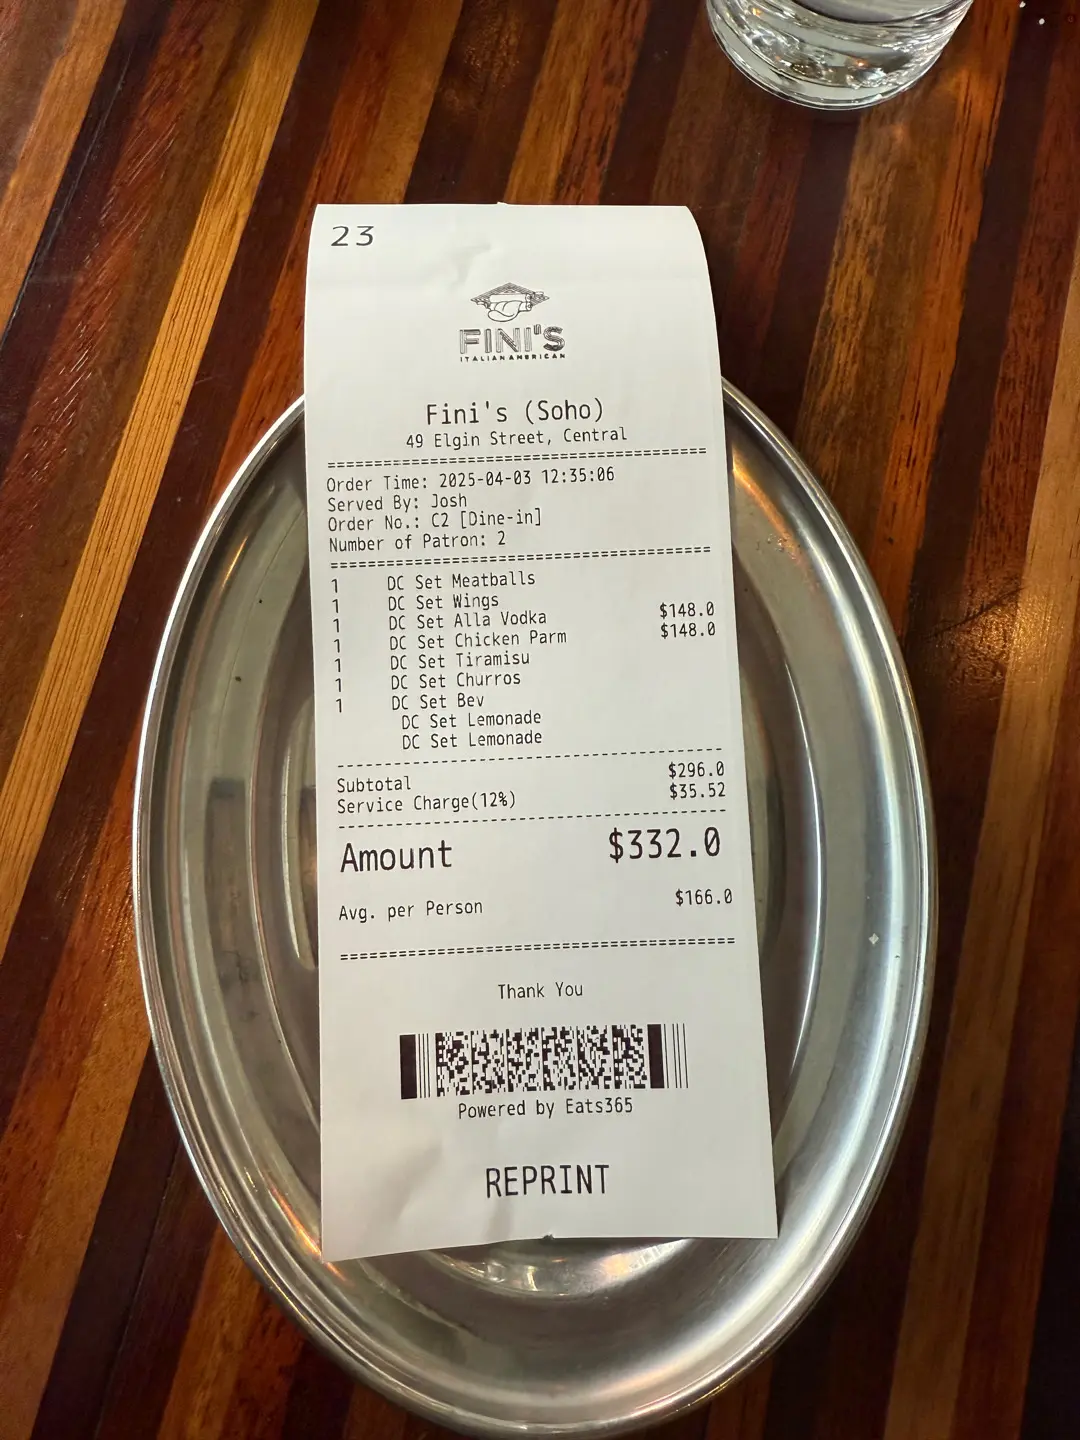 23
FINI'S
ITALIAN AMERICAN
Fini's (Soho)
49 Elgin Street, Central
Order Time: 2025-04-03 12:35:06
Served By: Josh
Order No.: C2 [Dine-in]
Number of Patron: 2
1 DC Set Meatballs
1 DC Set Wings
1 DC Set Alla Vodka $148.0
1 DC Set Chicken Parm $148.0
1 DC Set Tiramisu
1 DC Set Churros
1 DC Set Bev
DC Set Lemonade
DC Set Lemonade
Subtotal $296.0
Service Charge(12%) $35.52
Amount $332.0
Avg. per Person $166.0
Thank You
Powered by Eats365
REPRINT